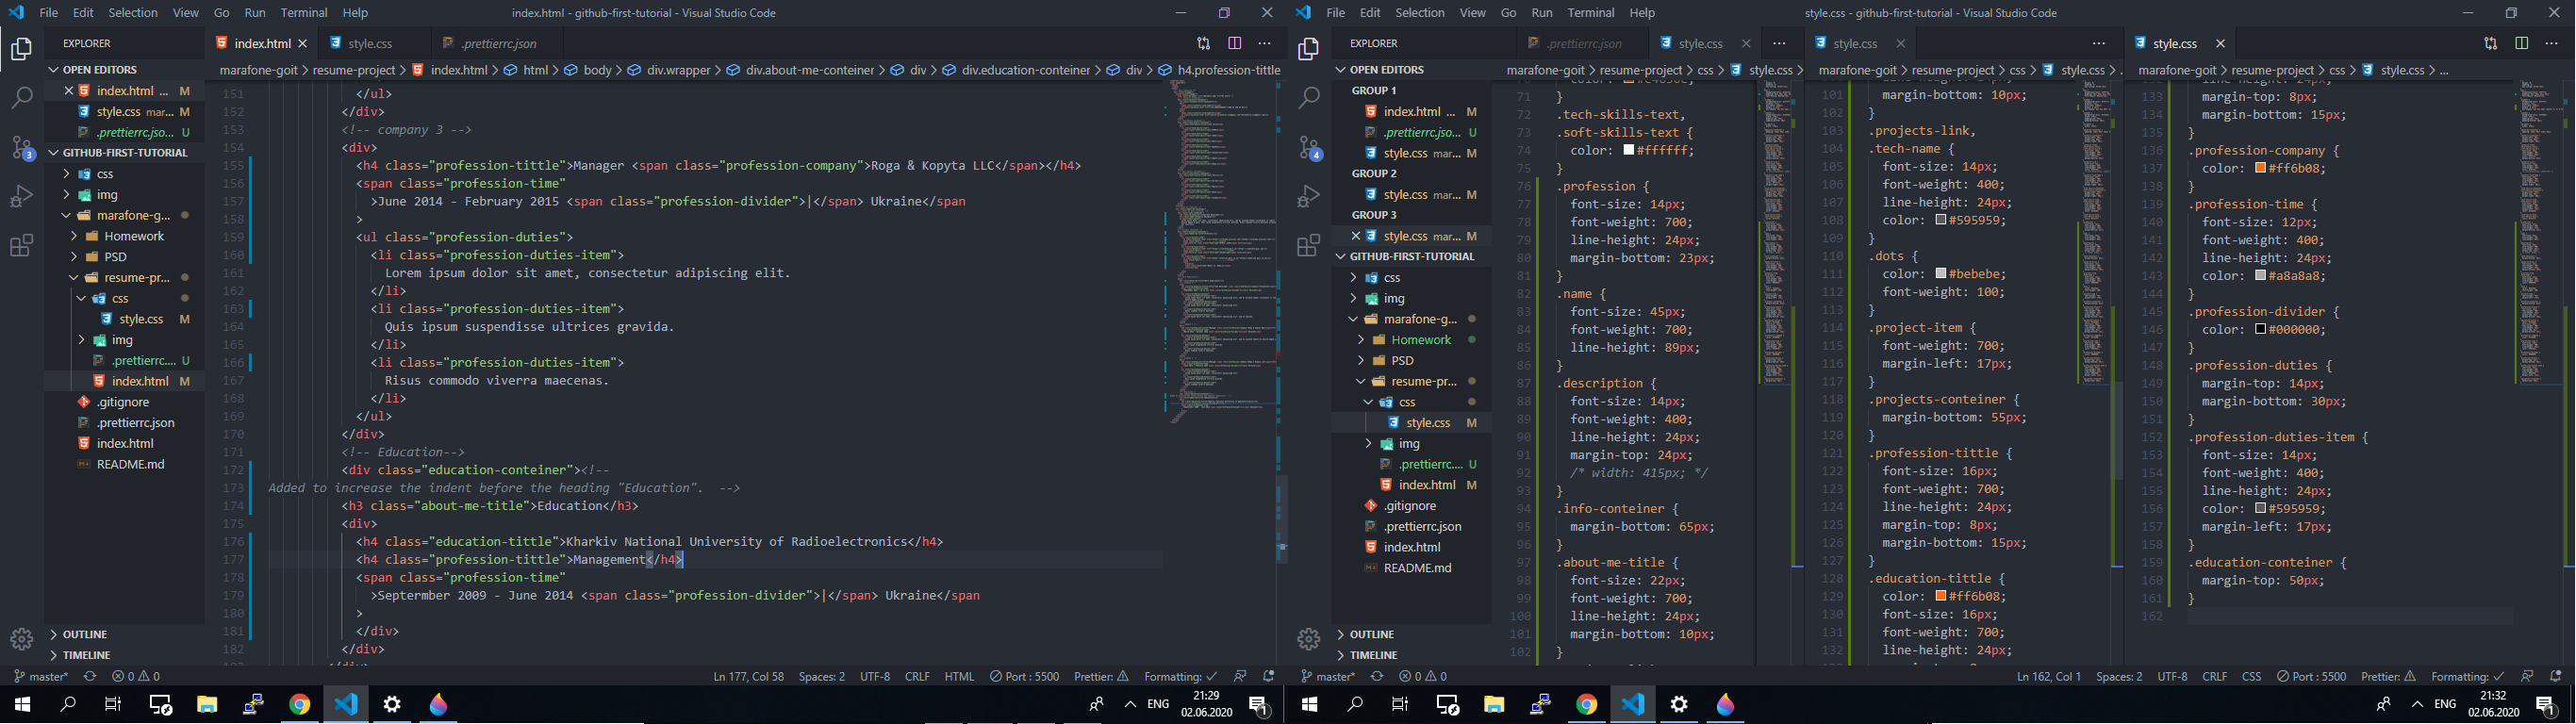 File Edit Selection View Go Run Terminal Help
index.html - github-first-tutorial - Visual Studio Code
EXPLORER
OPEN EDITORS
index.html ... M
style.css mar... M
.prettierrc.jso... U
GITHUB-FIRST-TUTORIAL
css
img
marafone-g...
Homework
PSD
resume-pr...
css
style.css M
img
.prettierrc.... U
index.html M
.gitignore
.prettierrc.json
index.html
README.md
OUTLINE
TIMELINE
index.html
style.css
.prettierrc.json
marafone-goit > resume-project > index.html > html > body > div.wrapper > div.about-me-conteiner > div > div.education-conteiner > div > h4.profession-tittle
151 </ul>
152 </div>
153 <!-- company 3 -->
154 <div>
155 <h4 class="profession-tittle">Manager <span class="profession-company">Roga & Kopyta LLC</span></h4>
156 <span class="profession-time"
157 >June 2014 - February 2015 <span class="profession-divider">|</span> Ukraine</span
158 >
159 <ul class="profession-duties">
160 <li class="profession-duties-item">
161 Lorem ipsum dolor sit amet, consectetur adipiscing elit.
162 </li>
163 <li class="profession-duties-item">
164 Quis ipsum suspendisse ultrices gravida.
165 </li>
166 <li class="profession-duties-item">
167 Risus commodo viverra maecenas.
168 </li>
169 </ul>
170 </div>
171 <!-- Education-->
172 <div class="education-conteiner"><!--
173 Added to increase the indent before the heading "Education".  -->
174 <h3 class="about-me-title">Education</h3>
175 <div>
176 <h4 class="education-tittle">Kharkiv National University of Radioelectronics</h4>
177 <h4 class="profession-tittle">Management</h4>
178 <span class="profession-time"
179 >Septermber 2009 - June 2014 <span class="profession-divider">|</span> Ukraine</span
180 >
181 </div>
182 </div>
master* 0 0 Ln 177, Col 58 Spaces: 2 UTF-8 CRLF HTML Port : 5500 Prettier: Formatting:
ENG 21:29
02.06.2020
File Edit Selection View Go Run Terminal Help
style.css - github-first-tutorial - Visual Studio Code
EXPLORER
OPEN EDITORS
GROUP 1
index.html ... M
.prettierrc.jso... U
style.css mar... M
GROUP 2
style.css mar... M
GROUP 3
style.css mar... M
GITHUB-FIRST-TUTORIAL
css
img
marafone-g...
Homework
PSD
resume-pr...
css
style.css M
img
.prettierrc.... U
index.html M
.gitignore
.prettierrc.json
index.html
README.md
OUTLINE
TIMELINE
.prettierrc.json
style.css
marafone-goit > resume-project > css > style.css >
71 }
72 .tech-skills-text,
73 .soft-skills-text {
74 color: #ffffff;
75 }
76 .profession {
77 font-size: 14px;
78 font-weight: 700;
79 line-height: 24px;
80 margin-bottom: 23px;
81 }
82 .name {
83 font-size: 45px;
84 font-weight: 700;
85 line-height: 89px;
86 }
87 .description {
88 font-size: 14px;
89 font-weight: 400;
90 line-height: 24px;
91 margin-top: 24px;
92 /* width: 415px; */
93 }
94 .info-conteiner {
95 margin-bottom: 65px;
96 }
97 .about-me-title {
98 font-size: 22px;
99 font-weight: 700;
100 line-height: 24px;
101 margin-bottom: 10px;
102 }
style.css
marafone-goit > resume-project > css > style.css > .
101 margin-bottom: 10px;
102 }
103 .projects-link,
104 .tech-name {
105 font-size: 14px;
106 font-weight: 400;
107 line-height: 24px;
108 color: #595959;
109 }
110 .dots {
111 color: #bebebe;
112 font-weight: 100;
113 }
114 .project-item {
115 font-weight: 700;
116 margin-left: 17px;
117 }
118 .projects-conteiner {
119 margin-bottom: 55px;
120 }
121 .profession-tittle {
122 font-size: 16px;
123 font-weight: 700;
124 line-height: 24px;
125 margin-top: 8px;
126 margin-bottom: 15px;
127 }
128 .education-tittle {
129 color: #ff6b08;
130 font-size: 16px;
131 font-weight: 700;
132 line-height: 24px;
style.css
marafone-goit > resume-project > css > style.css > ...
133 margin-top: 8px;
134 margin-bottom: 15px;
135 }
136 .profession-company {
137 color: #ff6b08;
138 }
139 .profession-time {
140 font-size: 12px;
141 font-weight: 400;
142 line-height: 24px;
143 color: #a8a8a8;
144 }
145 .profession-divider {
146 color: #000000;
147 }
148 .profession-duties {
149 margin-top: 14px;
150 margin-bottom: 30px;
151 }
152 .profession-duties-item {
153 font-size: 14px;
154 font-weight: 400;
155 line-height: 24px;
156 color: #595959;
157 margin-left: 17px;
158 }
159 .education-conteiner {
160 margin-top: 50px;
161 }
162
master* 0 0 Ln 162, Col 1 Spaces: 2 UTF-8 CRLF CSS Port : 5500 Prettier: Formatting:
ENG 21:32
02.06.2020